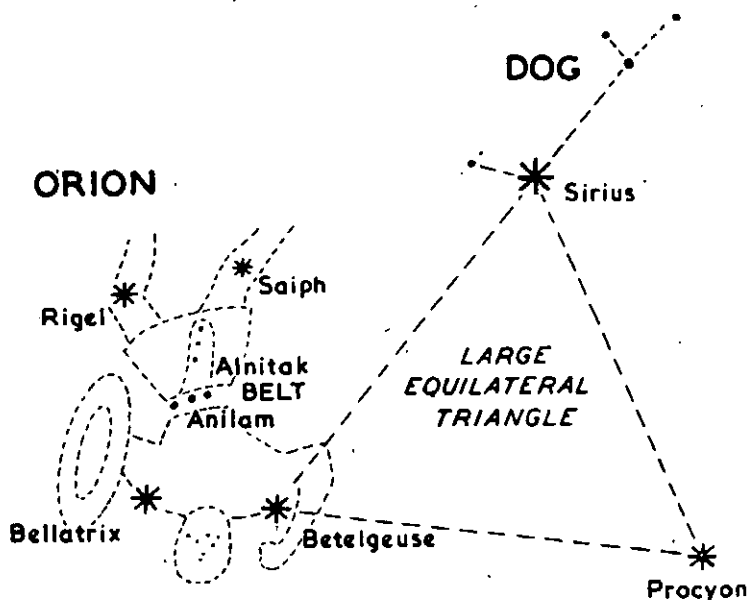 DOG
Sirius
ORION
Saiph
Rigel
LARGE
EQUILATERAL
TRIANGLE
Alnitak
BELT
Anilam
Bellatrix
Betelgeuse
Procyon